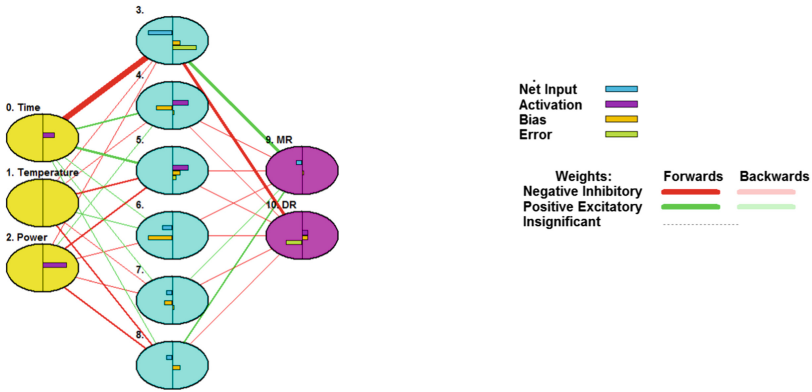 3.
4.
0. Time
5.
9. MR
1. Temperature
6.
10. DR
2. Power
7.
8.
Net Input
Activation
Bias
Error
Weights: Forwards Backwards
Negative Inhibitory
Positive Excitatory
Insignificant